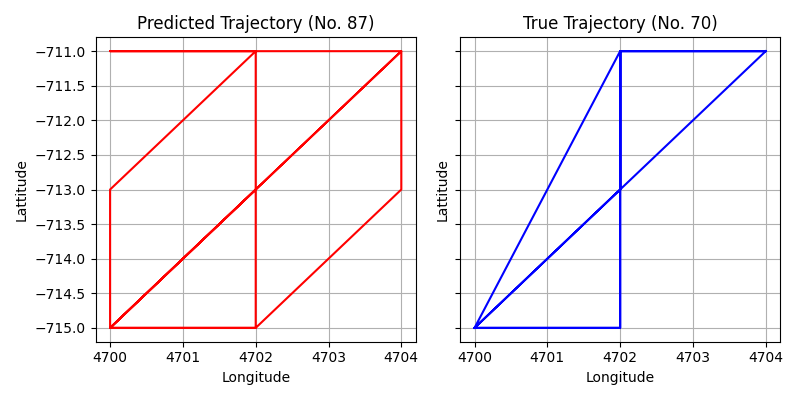 Predicted Trajectory (No. 87)
−711.0
−711.5
−712.0
−712.5
−713.0
−713.5
−714.0
−714.5
−715.0
Lattitude
4700 4701 4702 4703 4704
Longitude
True Trajectory (No. 70)
Lattitude
4700 4701 4702 4703 4704
Longitude